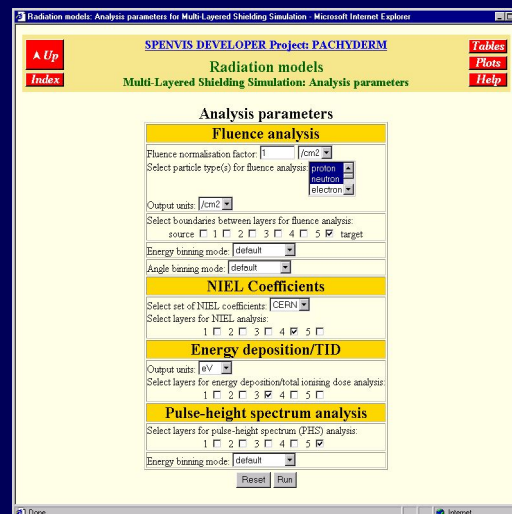 Radiation models: Analysis parameters for Multi-Layered Shielding Simulation - Microsoft Internet Explorer
Up
Index
SPENVIS DEVELOPER Project: PACHYDERM
Radiation models
Multi-Layered Shielding Simulation: Analysis parameters
Tables
Plots
Help
Analysis parameters
Fluence analysis
Fluence normalisation factor: 1 /cm2
Select particle type(s) for fluence analysis: proton
neutron
electron
Output units: /cm2
Select boundaries between layers for fluence analysis:
source 1 2 3 4 5 target
Energy binning mode: default
Angle binning mode: default
NIEL Coefficients
Select set of NIEL coefficients: CERN
Select layers for NIEL analysis:
1 2 3 4 5
Energy deposition/TID
Output units: eV
Select layers for energy deposition/total ionising dose analysis:
1 2 3 4 5
Pulse-height spectrum analysis
Select layers for pulse-height spectrum (PHS) analysis:
1 2 3 4 5
Energy binning mode: default
Reset Run
Done Internet